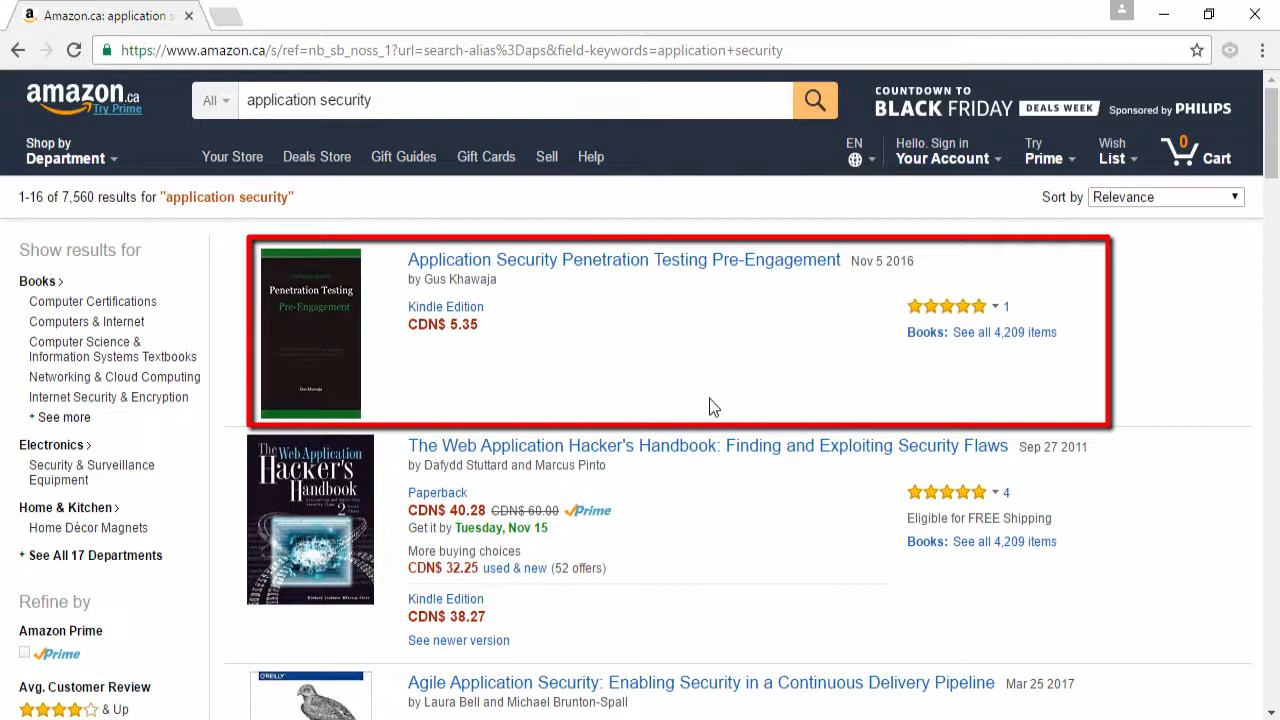 Amazon.ca: application s
https://www.amazon.ca/s/ref=nb_sb_noss_1?url=search-alias%3Daps&field-keywords=application+security
amazon.ca
Try Prime
All
application security
COUNTDOWN TO
BLACK FRIDAY DEALS WEEK Sponsored by PHILIPS
Shop by
Department
Your Store Deals Store Gift Guides Gift Cards Sell Help
EN
Hello. Sign in
Your Account
Try
Prime
Wish
List
0
Cart
1-16 of 7,560 results for "application security"
Sort by Relevance
Show results for
Books
Computer Certifications
Computers & Internet
Computer Science &
Information Systems Textbooks
Networking & Cloud Computing
Internet Security & Encryption
+ See more
Electronics
Security & Surveillance
Equipment
Home & Kitchen
Home Décor Magnets
+ See All 17 Departments
Refine by
Amazon Prime
Prime
Avg. Customer Review
& Up
Penetration Testing
Pre-Engagement
Gus Khawaja
Application Security Penetration Testing Pre-Engagement Nov 5 2016
by Gus Khawaja
Kindle Edition
CDN$ 5.35
1
Books: See all 4,209 items
The Web Application
Hacker's
Handbook
2
The Web Application Hacker's Handbook: Finding and Exploiting Security Flaws Sep 27 2011
by Dafydd Stuttard and Marcus Pinto
Paperback
CDN$ 40.28 CDN$ 60.00 Prime
Get it by Tuesday, Nov 15
More buying choices
CDN$ 32.25 used & new (52 offers)
Kindle Edition
CDN$ 38.27
See newer version
4
Eligible for FREE Shipping
Books: See all 4,209 items
O'REILLY'
Agile Application Security: Enabling Security in a Continuous Delivery Pipeline Mar 25 2017
by Laura Bell and Michael Brunton-Spall